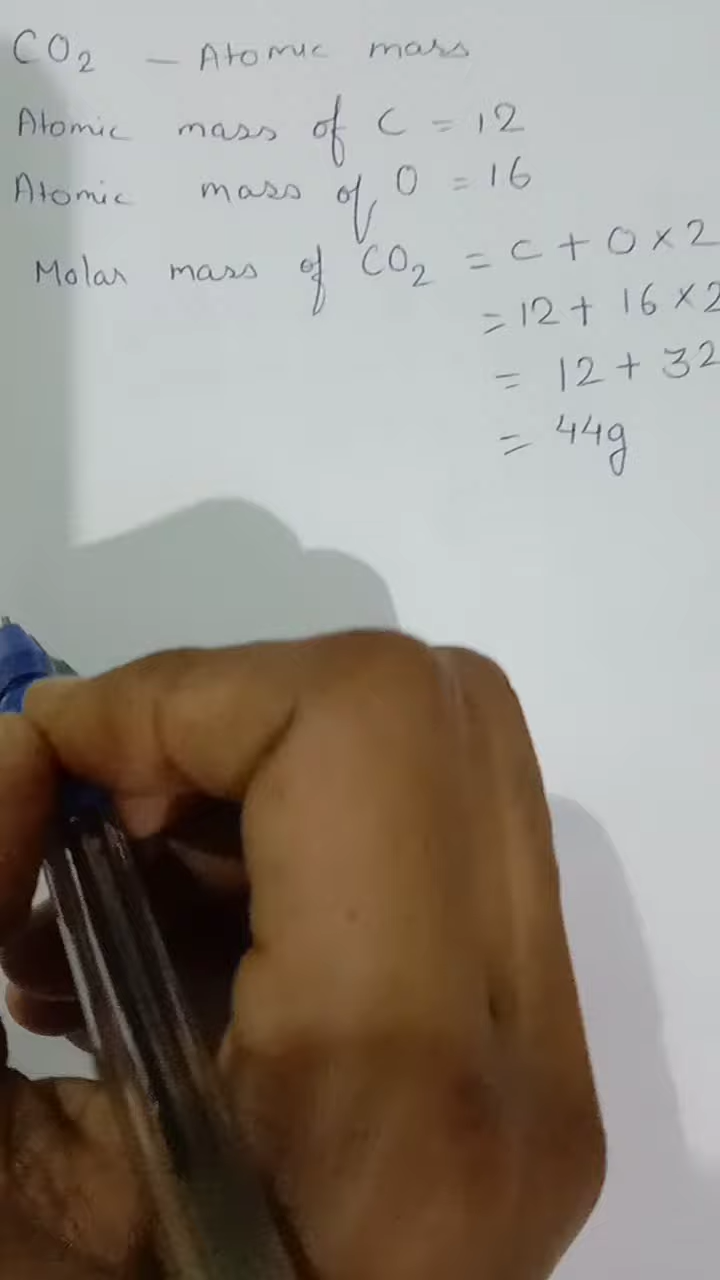 CO₂ - Atomic mass
Atomic mass of C = 12
Atomic mass of O = 16
Molar mass of CO₂ = C + O × 2
= 12 + 16 × 2
= 12 + 32
= 44g